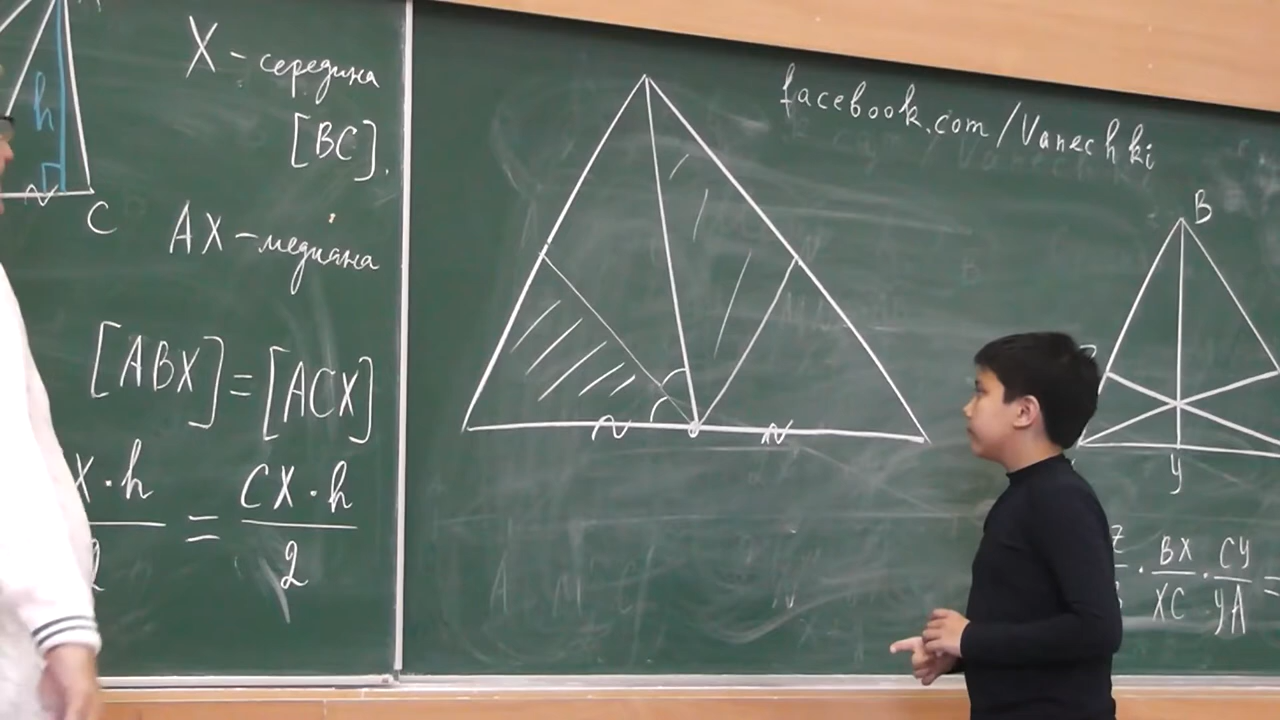 h
C
X - середина
[BC].
AX - медиана
[ABX] = [ACX]
X · h / 2 = CX · h / 2
facebook.com/Vanechki
B
y
Z · BX / XC · CY / YA =